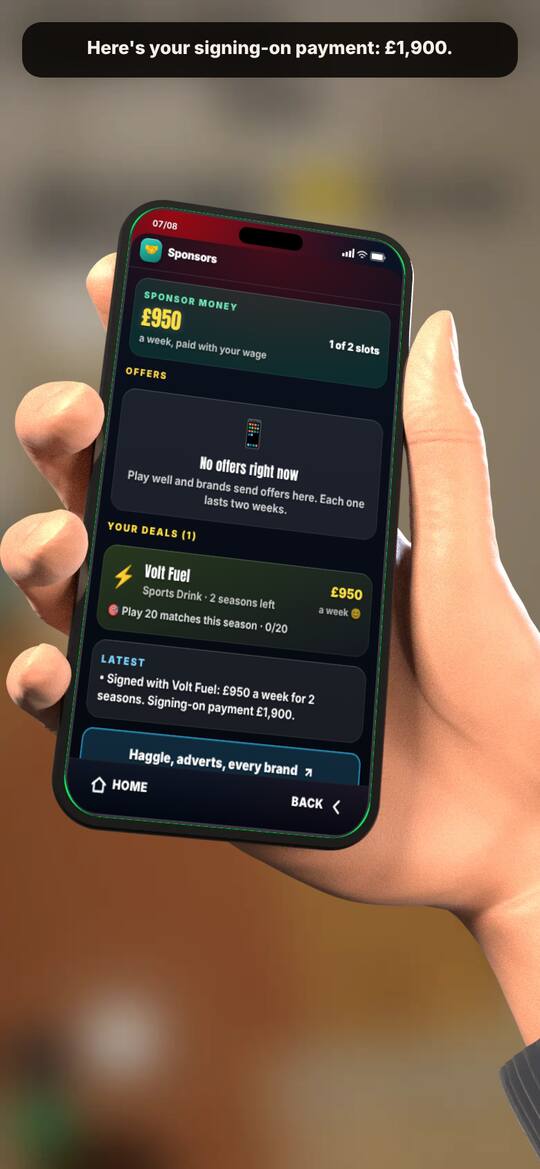 Here's your signing-on payment: £1,900.
07/08
Sponsors
SPONSOR MONEY
£950
a week, paid with your wage
1 of 2 slots
OFFERS
No offers right now
Play well and brands send offers here. Each one
lasts two weeks.
YOUR DEALS (1)
Volt Fuel
£950
Sports Drink · 2 seasons left
a week 😊
🎯 Play 20 matches this season · 0/20
LATEST
• Signed with Volt Fuel: £950 a week for 2
seasons. Signing-on payment £1,900.
Haggle, adverts, every brand ↗
HOME
BACK